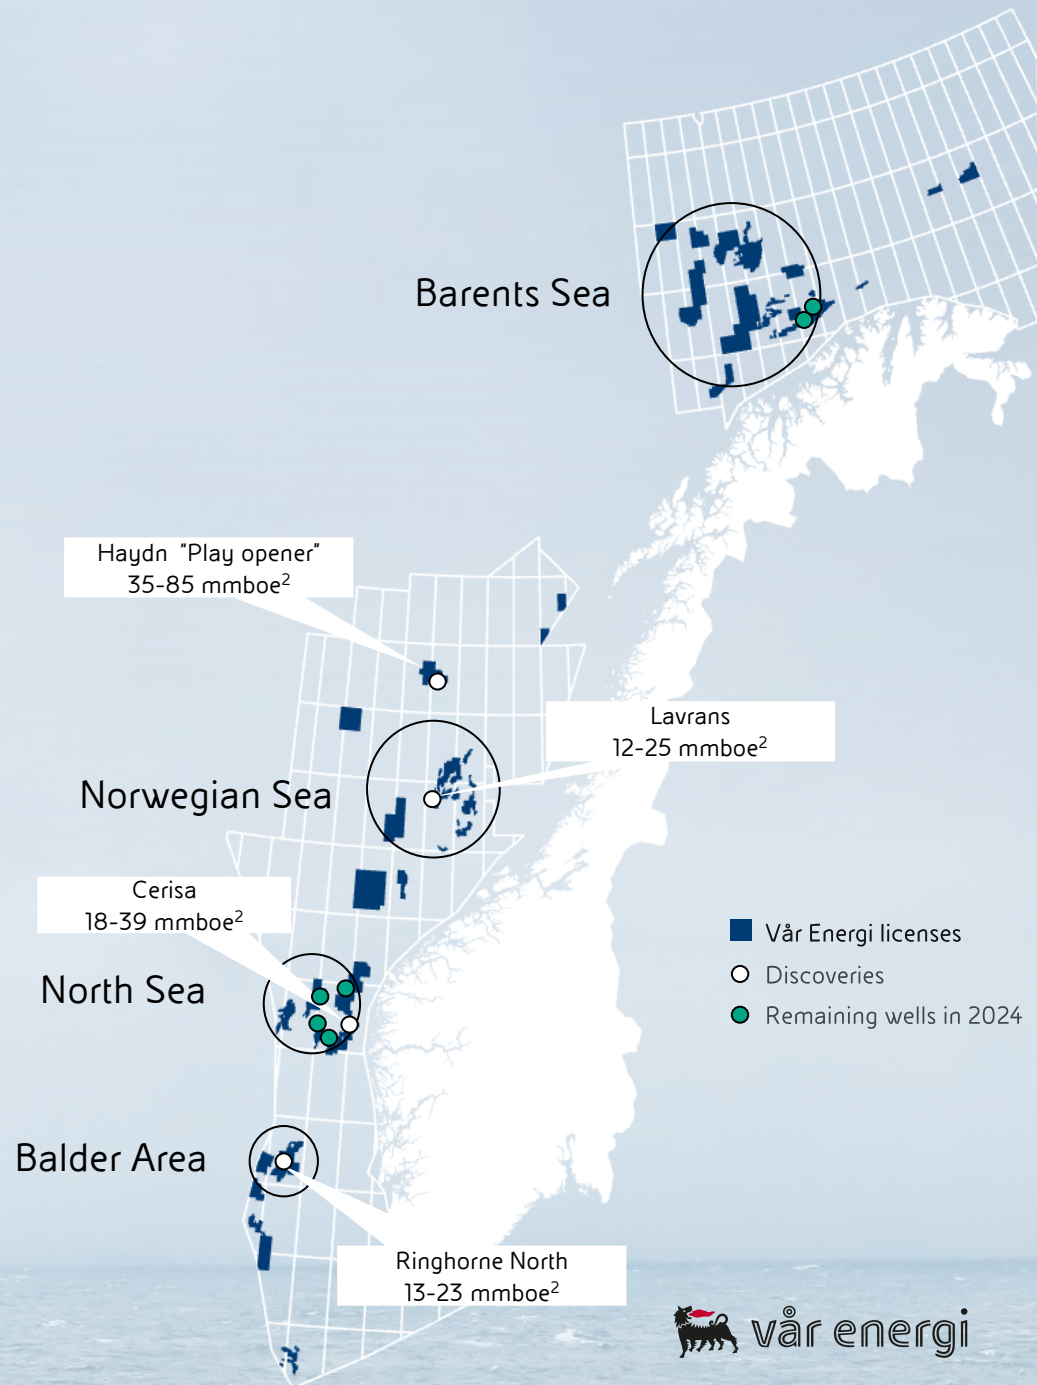 Barents Sea
Haydn "Play opener"
35-85 mmboe²
Lavrans
12-25 mmboe²
Norwegian Sea
Cerisa
18-39 mmboe²
North Sea
Vår Energi licenses
Discoveries
Remaining wells in 2024
Balder Area
Ringhorne North
13-23 mmboe²
vår energi